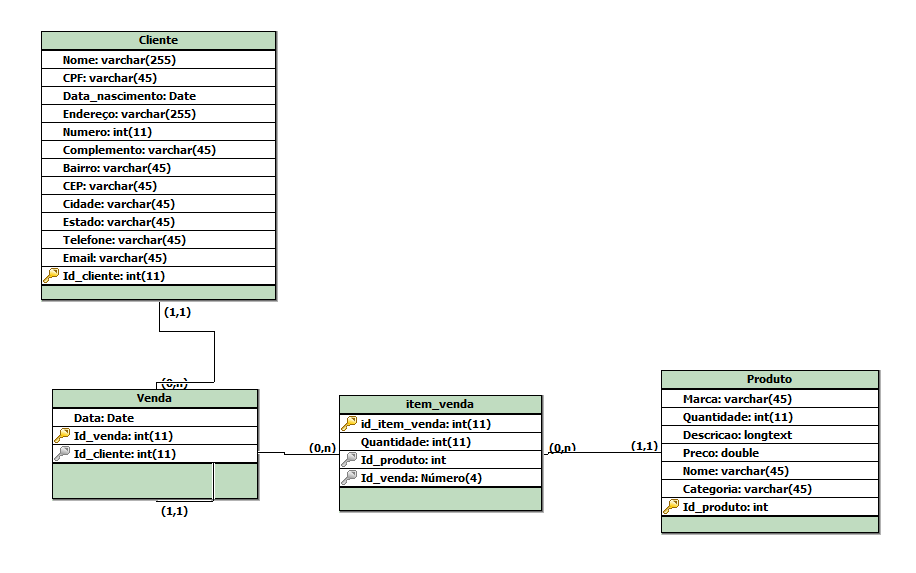 Cliente
Nome: varchar(255)
CPF: varchar(45)
Data_nascimento: Date
Endereço: varchar(255)
Numero: int(11)
Complemento: varchar(45)
Bairro: varchar(45)
CEP: varchar(45)
Cidade: varchar(45)
Estado: varchar(45)
Telefone: varchar(45)
Email: varchar(45)
Id_cliente: int(11)
(1,1)
(0,n)
Venda
Data: Date
Id_venda: int(11)
Id_cliente: int(11)
(1,1)
(0,n)
item_venda
id_item_venda: int(11)
Quantidade: int(11)
Id_produto: int
Id_venda: Número(4)
(0,n)
(1,1)
Produto
Marca: varchar(45)
Quantidade: int(11)
Descricao: longtext
Preco: double
Nome: varchar(45)
Categoria: varchar(45)
Id_produto: int